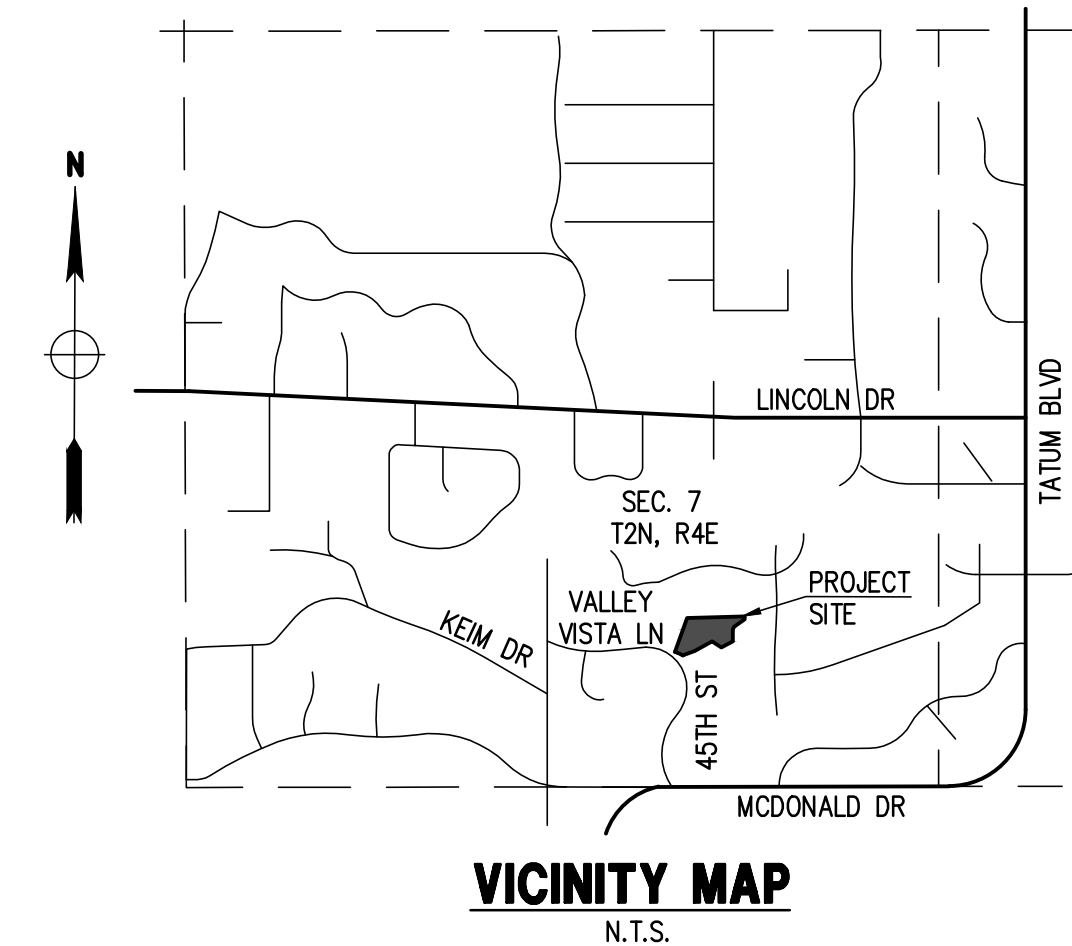 N
LINCOLN DR
TATUM BLVD
SEC. 7
T2N, R4E
PROJECT
SITE
VALLEY
VISTA LN
KEIM DR
45TH ST
MCDONALD DR
VICINITY MAP
N.T.S.